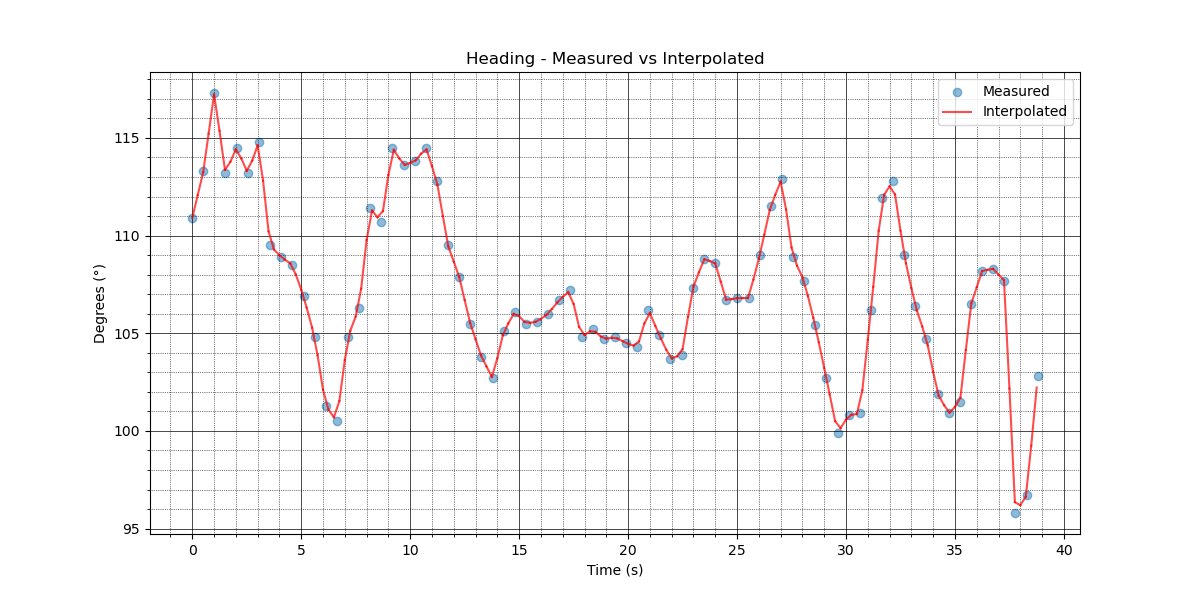 Heading - Measured vs Interpolated
Measured
Interpolated
115
110
105
100
95
Degrees (°)
0 5 10 15 20 25 30 35 40
Time (s)